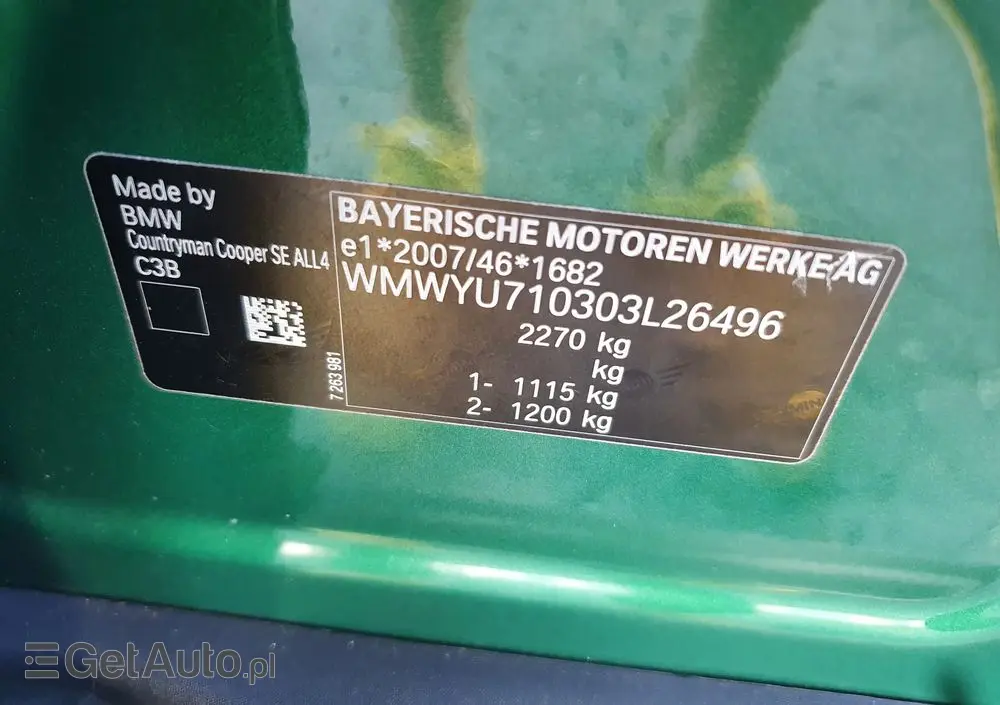 Made by
BMW
Countryman Cooper SE ALL4
C3B
7 263 981
BAYERISCHE MOTOREN WERKE AG
e1*2007/46*1682
WMWYU710303L26496
2270 kg
kg
1- 1115 kg
2- 1200 kg
MINI
GetAuto.pl